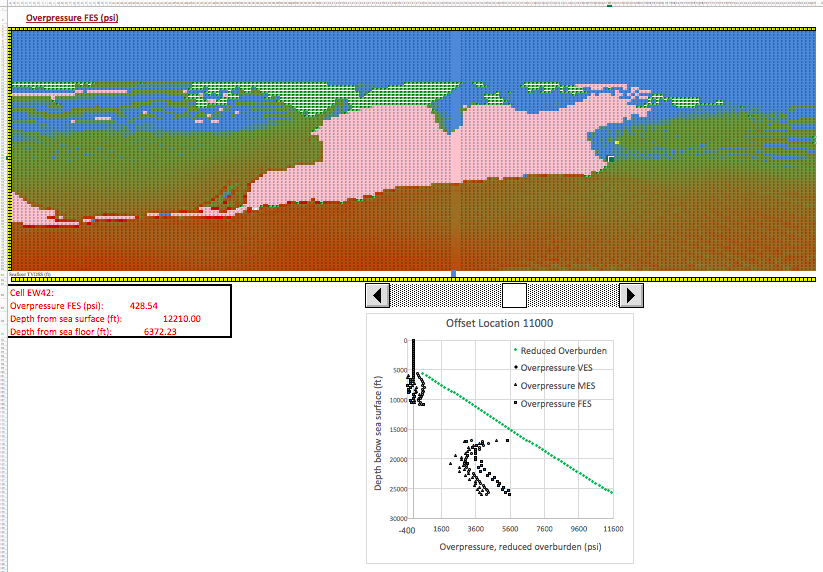 Overpressure FES (psi)
Seafloor TVDSS (ft)
Cell EW42:
Overpressure FES (psi): 428.54
Depth from sea surface (ft): 12210.00
Depth from sea floor (ft): 6372.23
Offset Location 11000
Reduced Overburden
Overpressure VES
Overpressure MES
Overpressure FES
Depth below sea surface (ft)
0
5000
10000
15000
20000
25000
30000
-400 1600 3600 5600 7600 9600 11600
Overpressure, reduced overburden (psi)